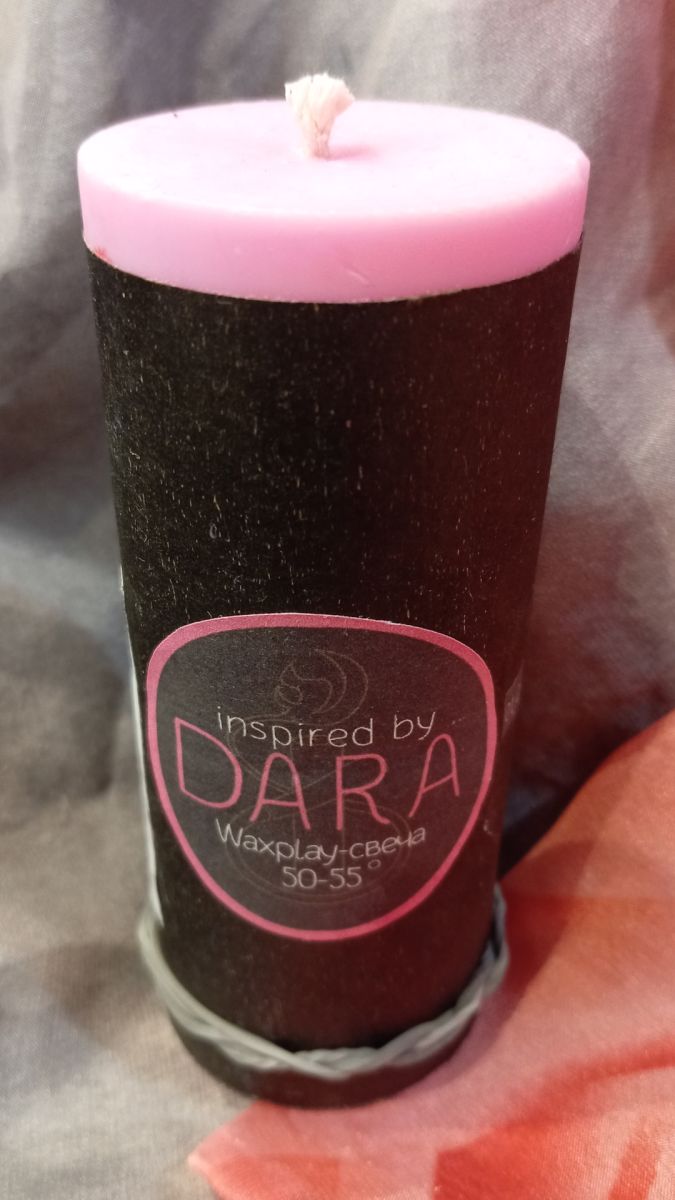 inspired by
DARA
Waxplay-свеча
50-55°